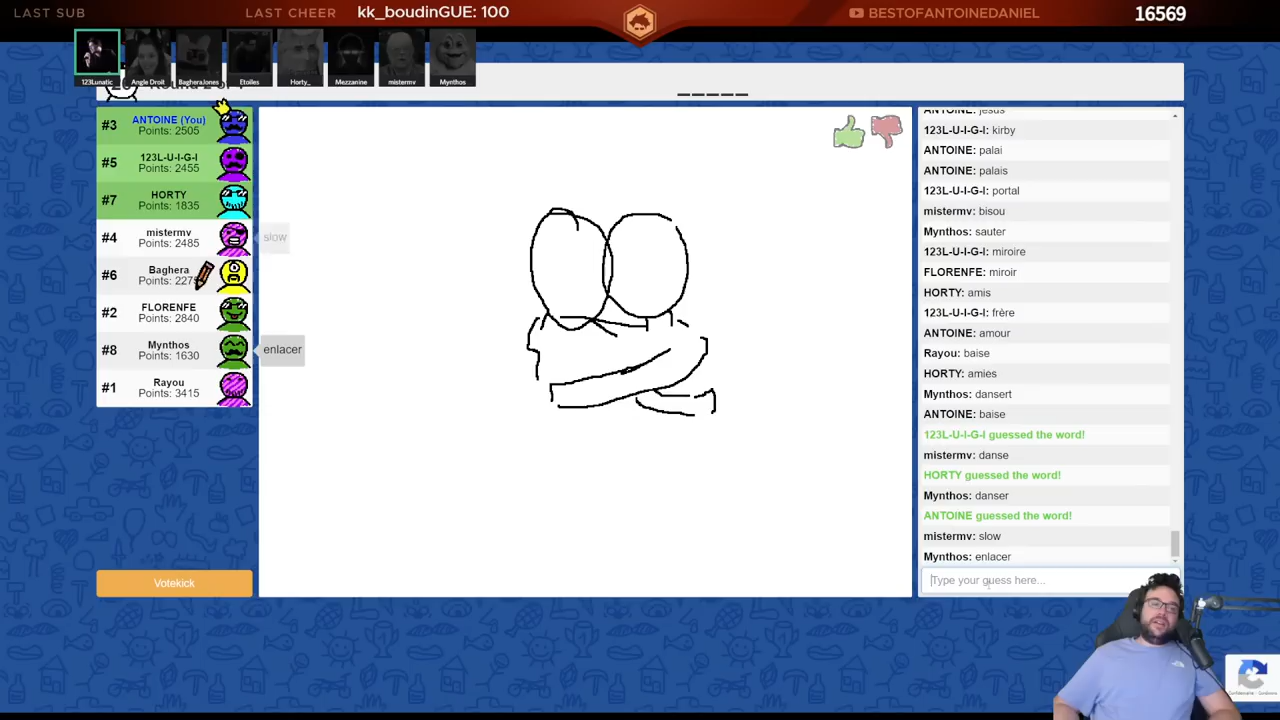 LAST SUB
LAST CHEER kk_boudinGUE: 100
BESTOFANTOINEDANIEL
16569
123Lunatic
Angle Droit
BagheraJones
Etoiles
Horty_
Mezzanine
mistermv
Mynthos
_____
#3 ANTOINE (You)
Points: 2505
#5 123L-U-I-G-I
Points: 2455
#7 HORTY
Points: 1835
#4 mistermv
Points: 2485
slow
#6 Baghera
Points: 227
#2 FLORENFE
Points: 2840
#8 Mynthos
Points: 1630
enlacer
#1 Rayou
Points: 3415
Votekick
ANTOINE: jesus
123L-U-I-G-I: kirby
ANTOINE: palai
ANTOINE: palais
123L-U-I-G-I: portal
mistermv: bisou
Mynthos: sauter
123L-U-I-G-I: miroire
FLORENFE: miroir
HORTY: amis
123L-U-I-G-I: frère
ANTOINE: amour
Rayou: baise
HORTY: amies
Mynthos: dansert
ANTOINE: baise
123L-U-I-G-I guessed the word!
mistermv: danse
HORTY guessed the word!
Mynthos: danser
ANTOINE guessed the word!
mistermv: slow
Mynthos: enlacer
Type your guess here...